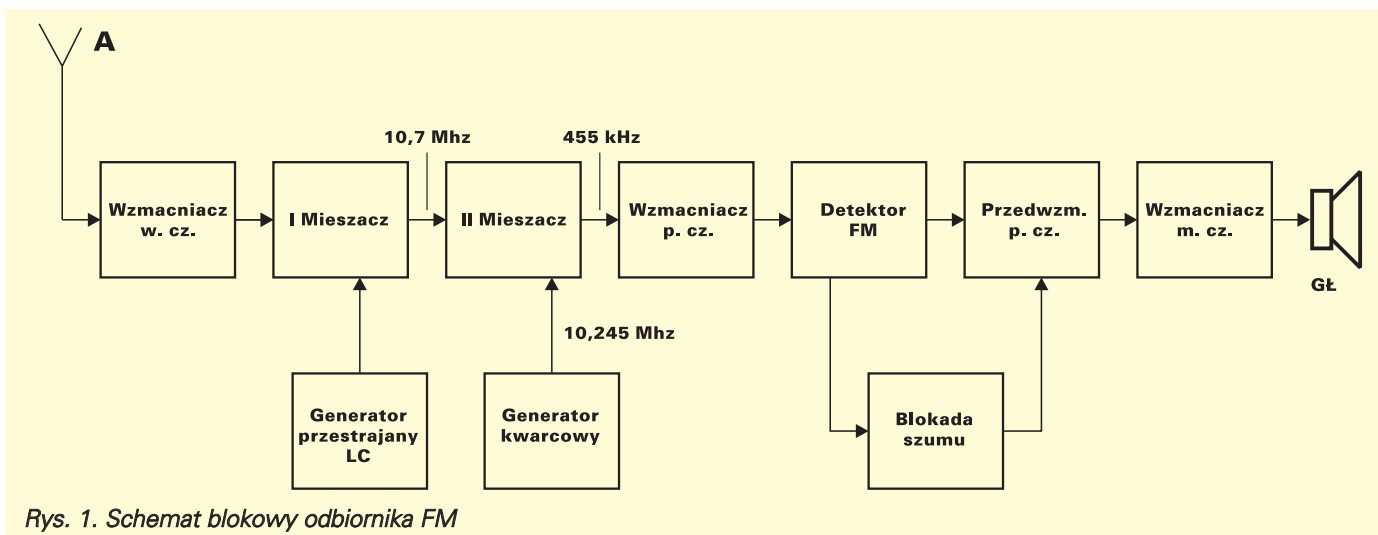 A
10,7 Mhz
455 kHz
Wzmacniacz
w. cz.
I Mieszacz
II Mieszacz
Wzmacniacz
p. cz.
Detektor
FM
Przedwzm.
p. cz.
Wzmacniacz
m. cz.
GŁ
10,245 Mhz
Generator
przestrajany
LC
Generator
kwarcowy
Blokada
szumu
Rys. 1. Schemat blokowy odbiornika FM